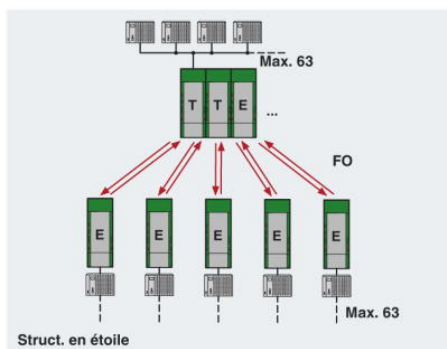 Max. 63
T T E ...
FO
E E E E E
Max. 63
Struct. en étoile